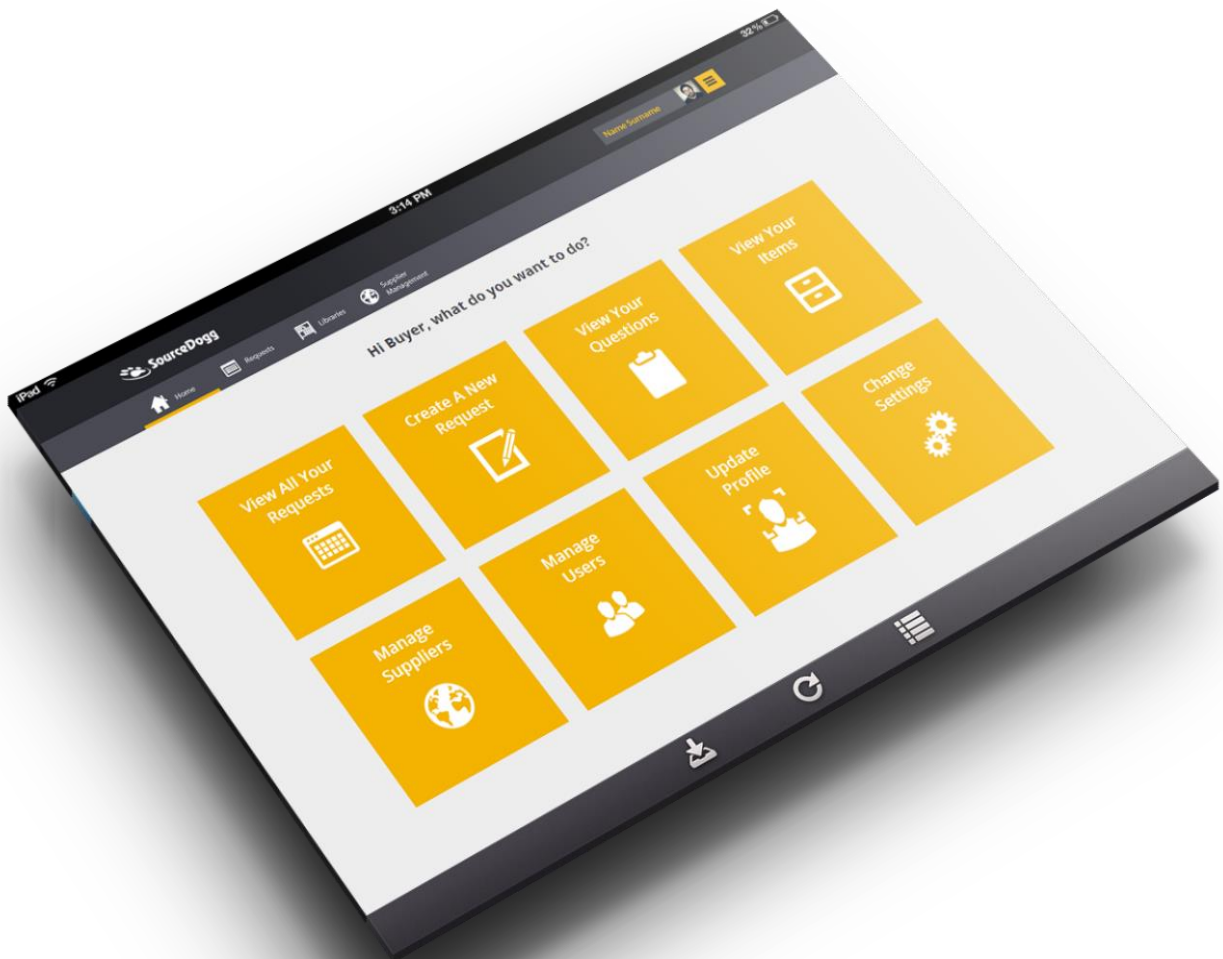 iPad
3:14 PM
32%
SourceDogg
Name Surname
Home
Requests
Libraries
Supplier
Management
Hi Buyer, what do you want to do?
View All Your
Requests
Create A New
Request
View Your
Questions
View Your
Items
Manage
Suppliers
Manage
Users
Update
Profile
Change
Settings